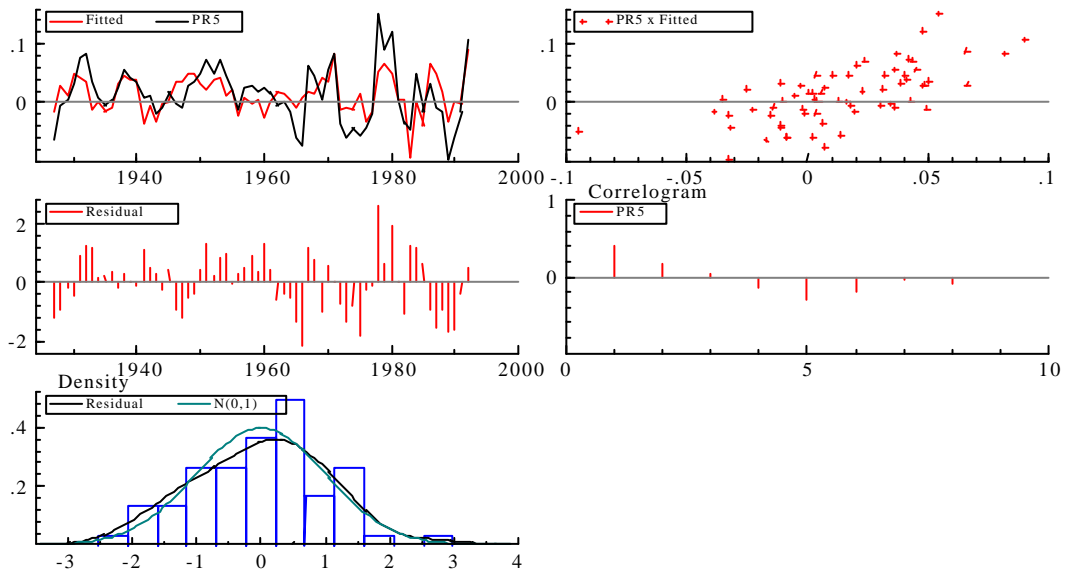 Fitted PR5
.1
0
1940 1960 1980 2000
PR5 x Fitted
.1
0
-.1 -.05 0 .05 .1
Residual
2
0
-2
1940 1960 1980 2000
Correlogram
PR5
1
0
0 5 10
Density
Residual N(0,1)
.4
.2
-3 -2 -1 0 1 2 3 4